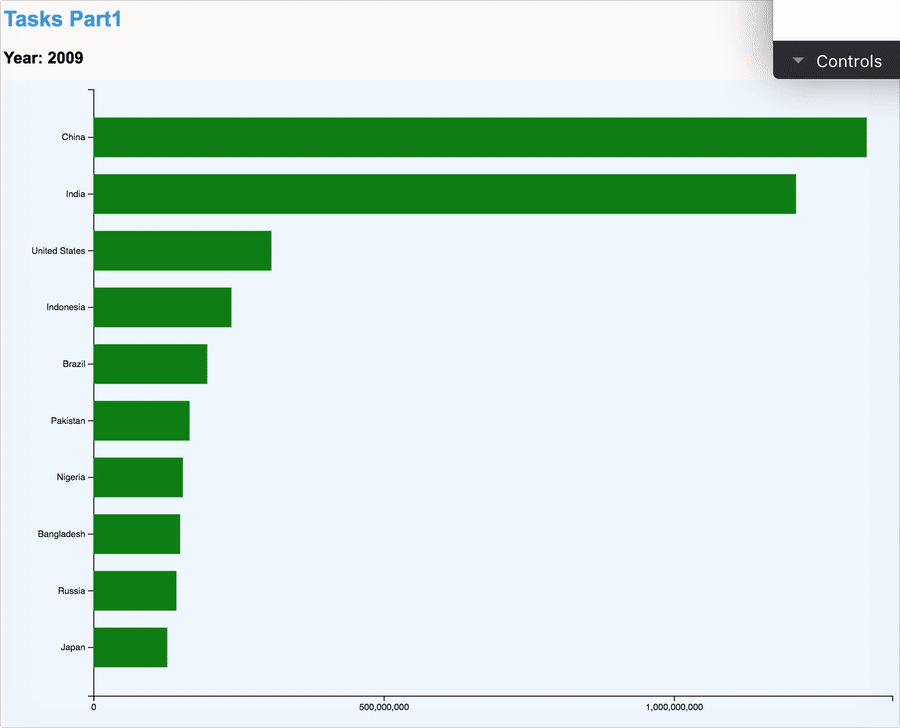 Tasks Part1
Controls
Year: 2009
China
India
United States
Indonesia
Brazil
Pakistan
Nigeria
Bangladesh
Russia
Japan
0 500,000,000 1,000,000,000